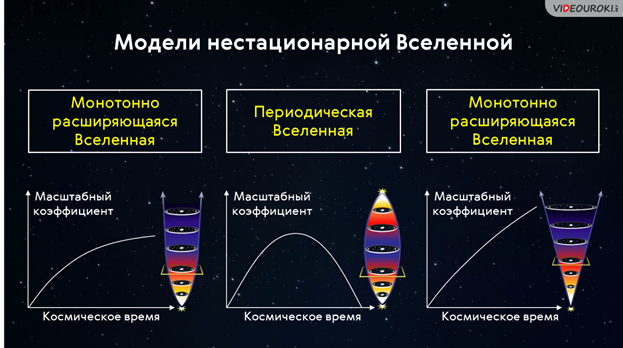 VIDEOUROKI
Модели нестационарной Вселенной
Монотонно
расширяющаяся
Вселенная
Периодическая
Вселенная
Монотонно
расширяющаяся
Вселенная
Масштабный
коэффициент
Космическое время
Масштабный
коэффициент
Космическое время
Масштабный
коэффициент
Космическое время